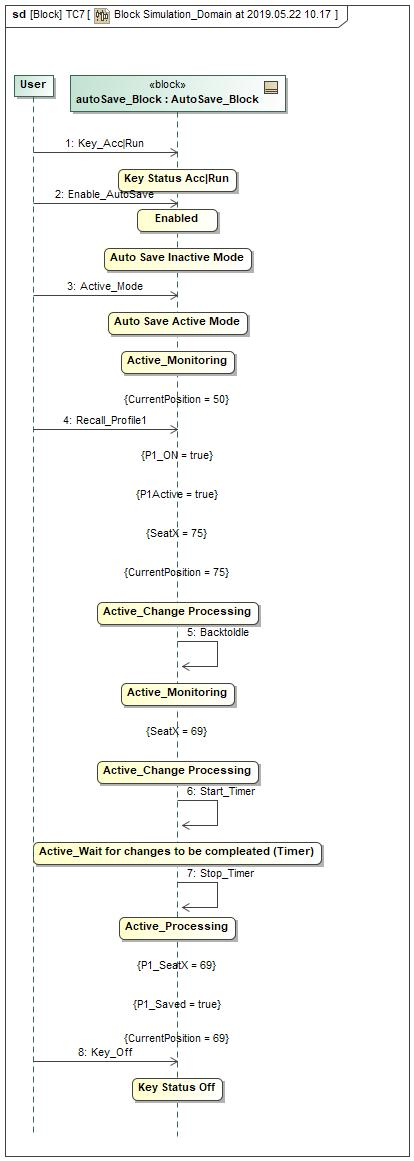 sd [Block] TC7 [ Block Simulation_Domain at 2019.05.22 10.17 ]
User
«block»
autoSave_Block : AutoSave_Block
1: Key_Acc|Run
Key Status Acc|Run
2: Enable_AutoSave
Enabled
Auto Save Inactive Mode
3: Active_Mode
Auto Save Active Mode
Active_Monitoring
{CurrentPosition = 50}
4: Recall_Profile1
{P1_ON = true}
{P1Active = true}
{SeatX = 75}
{CurrentPosition = 75}
Active_Change Processing
5: BacktoIdle
Active_Monitoring
{SeatX = 69}
Active_Change Processing
6: Start_Timer
Active_Wait for changes to be compleated (Timer)
7: Stop_Timer
Active_Processing
{P1_SeatX = 69}
{P1_Saved = true}
{CurrentPosition = 69}
8: Key_Off
Key Status Off